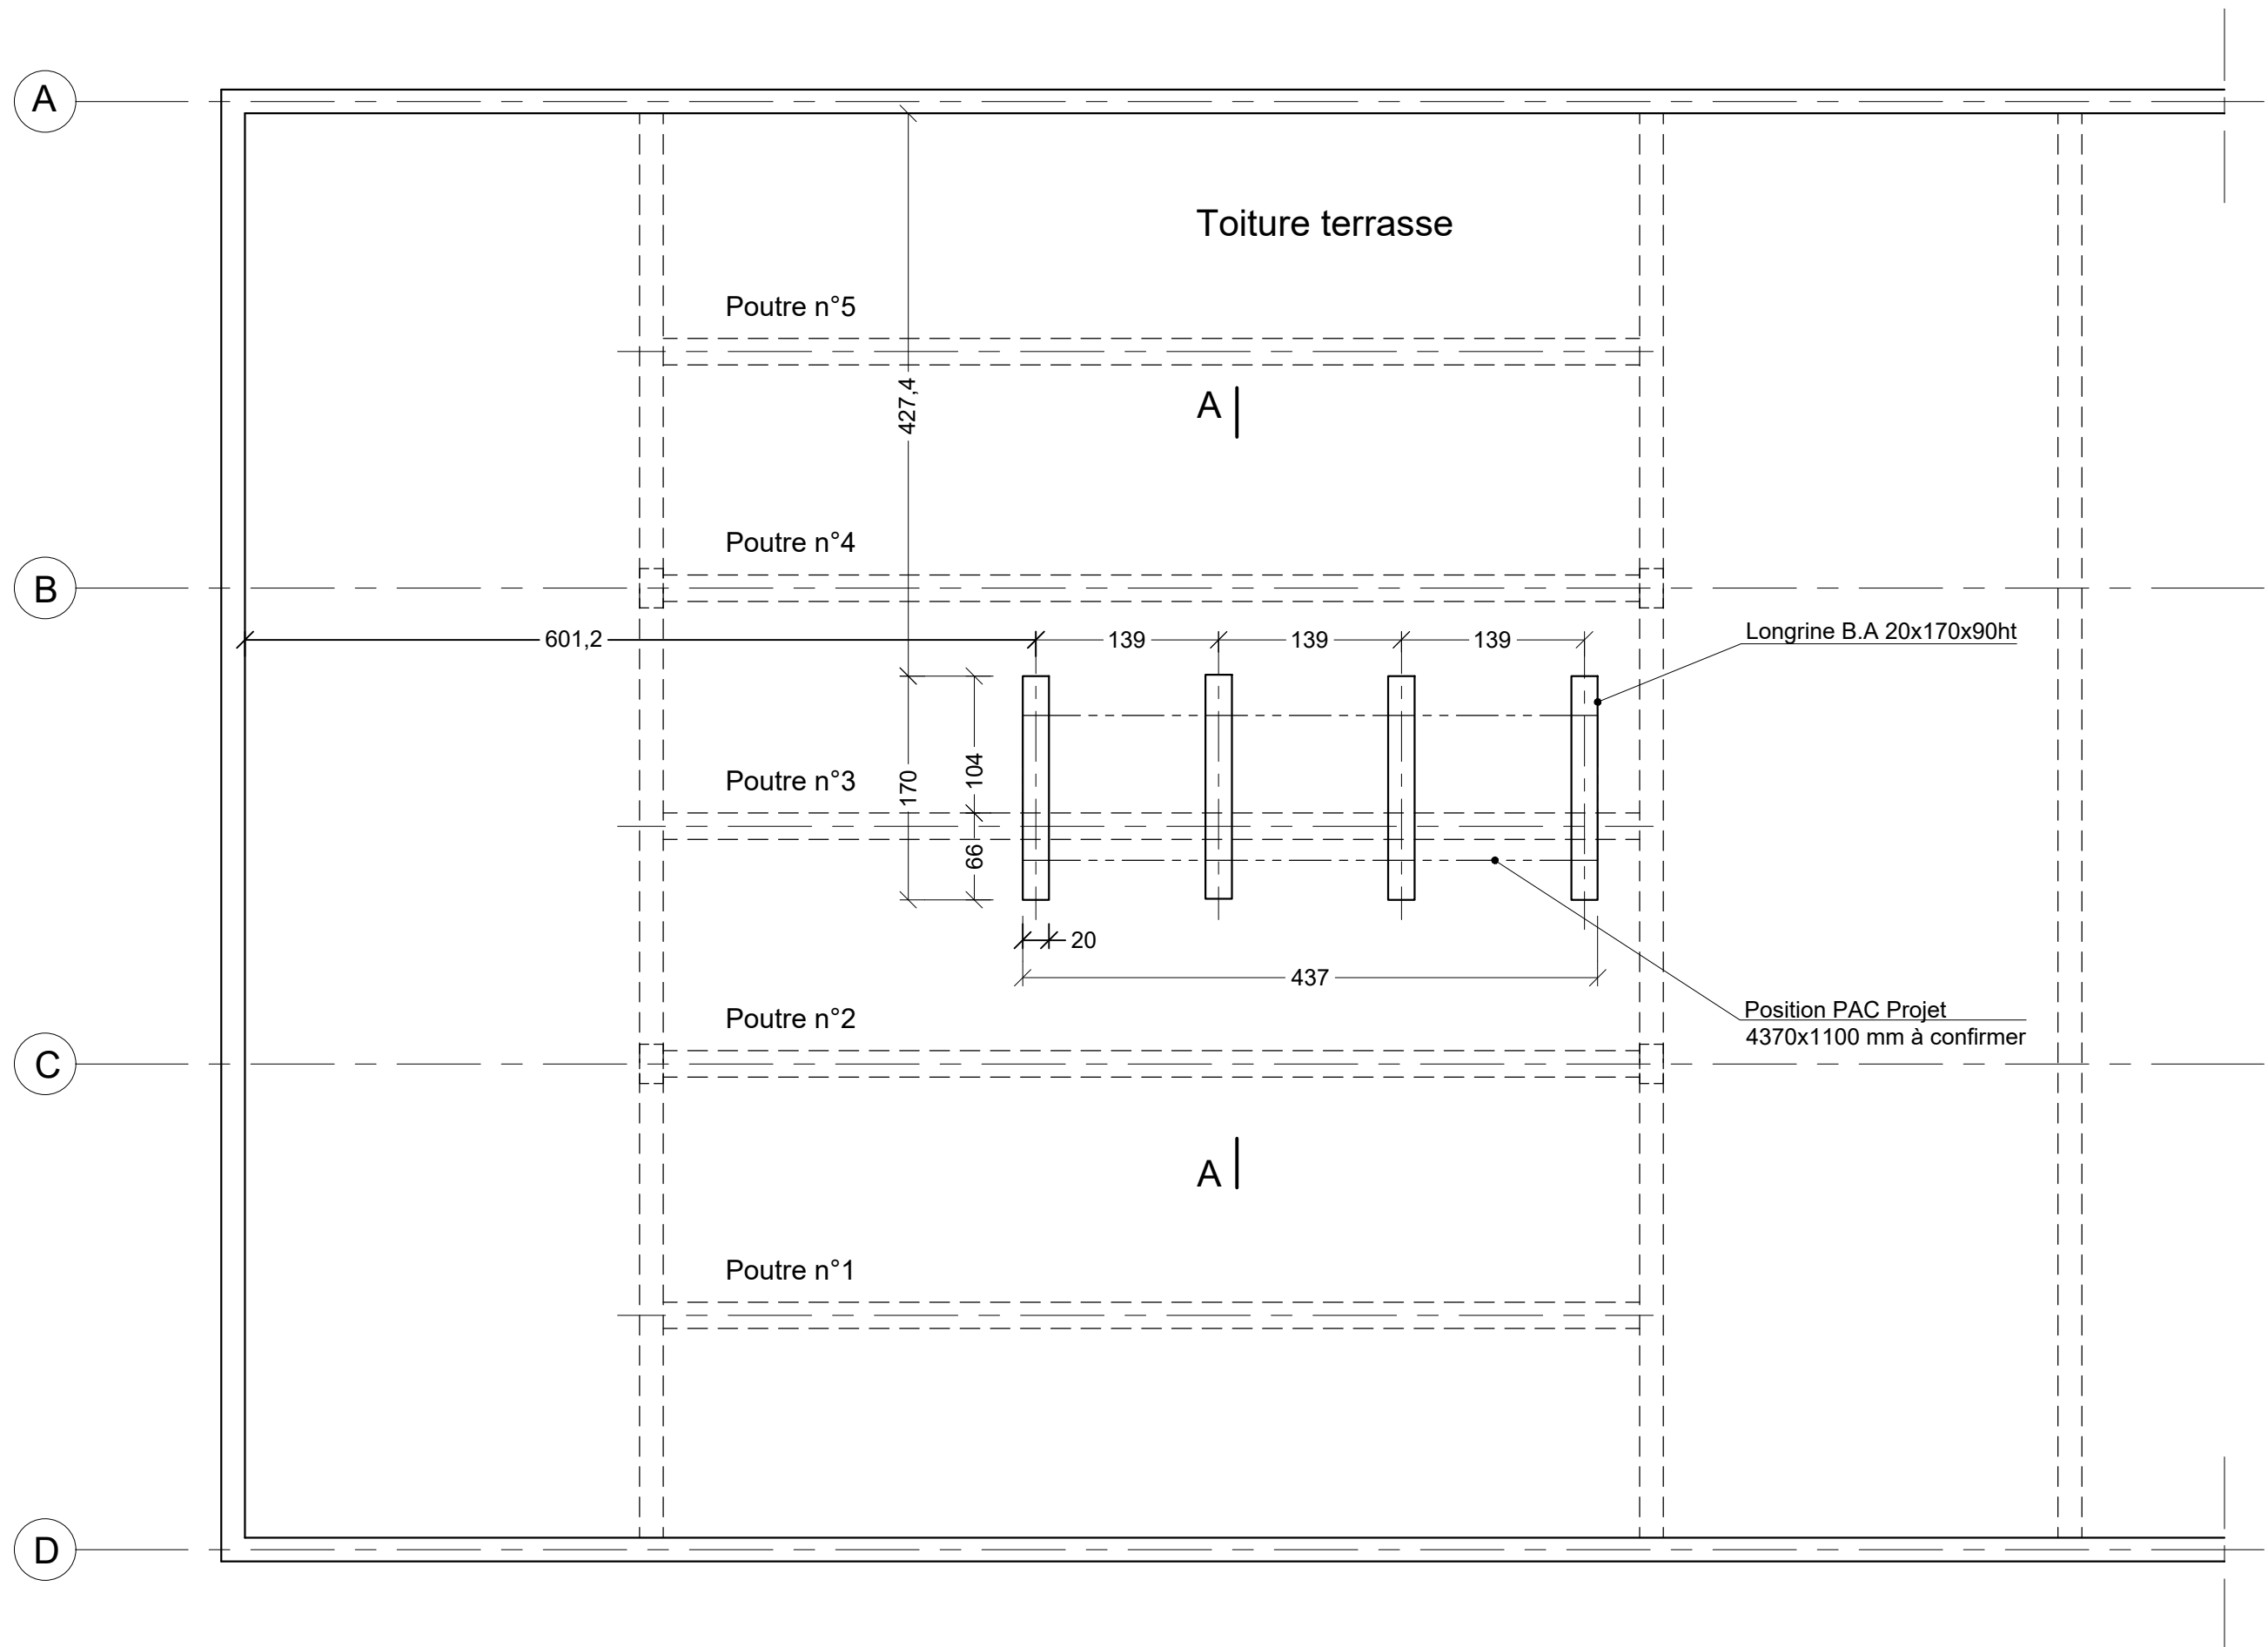 A
Toiture terrasse
Poutre n°5
427,4
A
Poutre n°4
B
601,2
139
139
139
Longrine B.A 20x170x90ht
Poutre n°3
170
104
66
20
437
Position PAC Projet
4370x1100 mm à confirmer
Poutre n°2
C
A
Poutre n°1
D